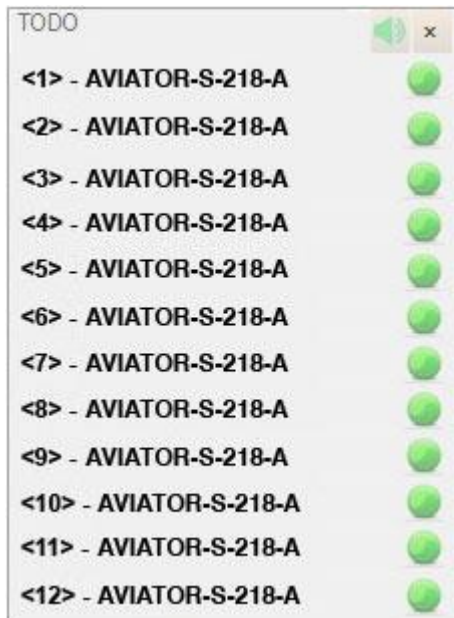 TODO
<1> - AVIATOR-S-218-A
<2> - AVIATOR-S-218-A
<3> - AVIATOR-S-218-A
<4> - AVIATOR-S-218-A
<5> - AVIATOR-S-218-A
<6> - AVIATOR-S-218-A
<7> - AVIATOR-S-218-A
<8> - AVIATOR-S-218-A
<9> - AVIATOR-S-218-A
<10> - AVIATOR-S-218-A
<11> - AVIATOR-S-218-A
<12> - AVIATOR-S-218-A